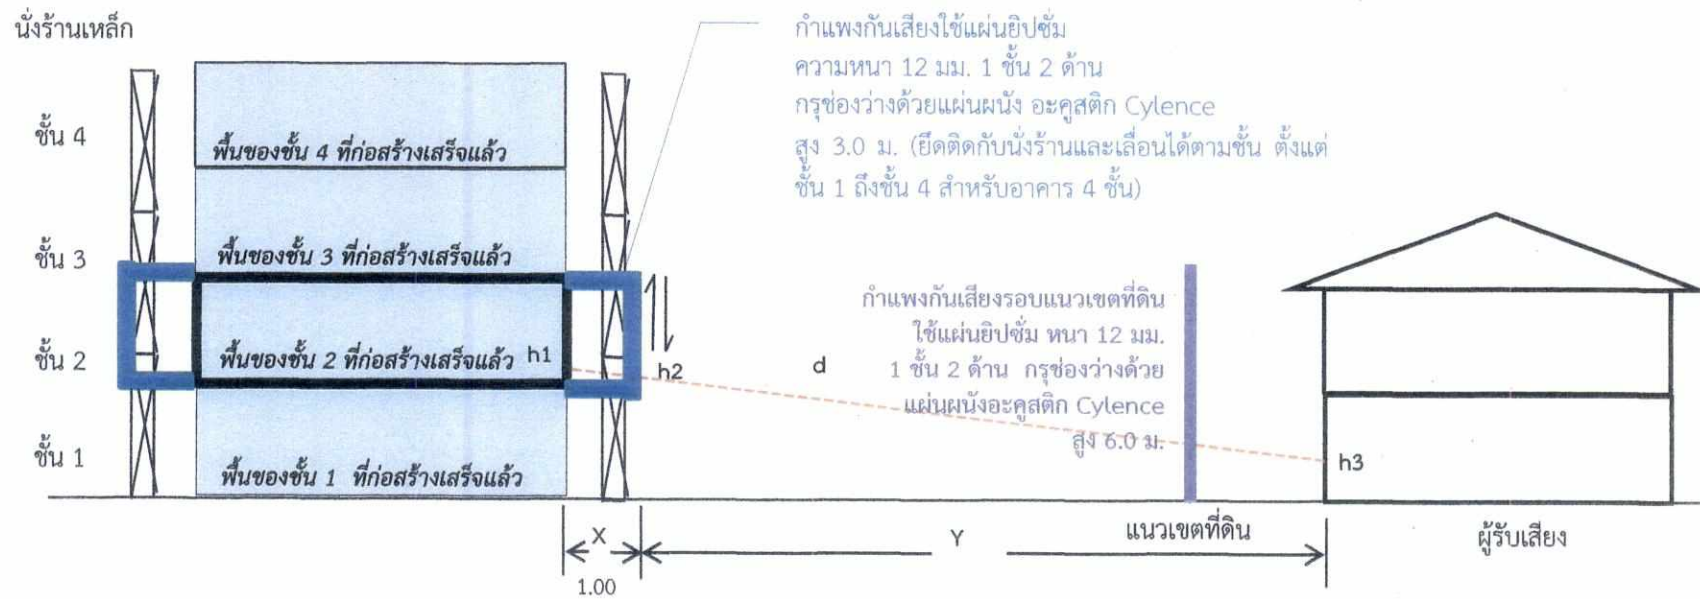 นั่งร้านเหล็ก
กำแพงกันเสียงใช้แผ่นยิปซั่ม
ความหนา 12 มม. 1 ชั้น 2 ด้าน
กรุช่องว่างด้วยแผ่นผนัง อะคูสติก Cylence
สูง 3.0 ม. (ยึดติดกับนั่งร้านและเลื่อนได้ตามชั้น ตั้งแต่
ชั้น 1 ถึงชั้น 4 สำหรับอาคาร 4 ชั้น)
ชั้น 4
พื้นของชั้น 4 ที่ก่อสร้างเสร็จแล้ว
ชั้น 3
พื้นของชั้น 3 ที่ก่อสร้างเสร็จแล้ว
กำแพงกันเสียงรอบแนวเขตที่ดิน
ใช้แผ่นยิปซั่ม หนา 12 มม.
1 ชั้น 2 ด้าน กรุช่องว่างด้วย
แผ่นผนังอะคูสติก Cylence
สูง 6.0 ม.
ชั้น 2
พื้นของชั้น 2 ที่ก่อสร้างเสร็จแล้ว
h1
h2
d
ชั้น 1
พื้นของชั้น 1 ที่ก่อสร้างเสร็จแล้ว
h3
X
1.00
Y
แนวเขตที่ดิน
ผู้รับเสียง